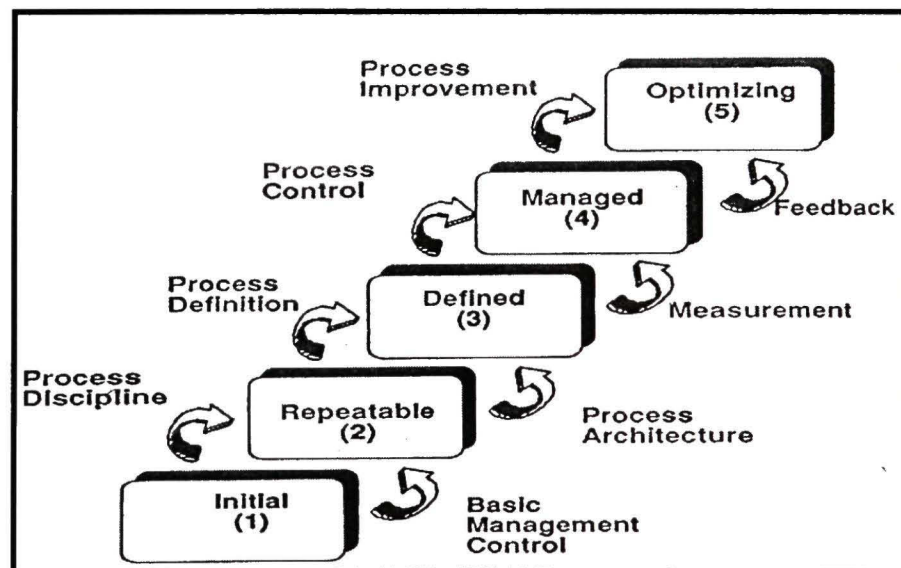 Process
Improvement
Optimizing
(5)
Process
Control
Managed
(4)
Feedback
Process
Definition
Defined
(3)
Measurement
Process
Discipline
Repeatable
(2)
Process
Architecture
Initial
(1)
Basic
Management
Control